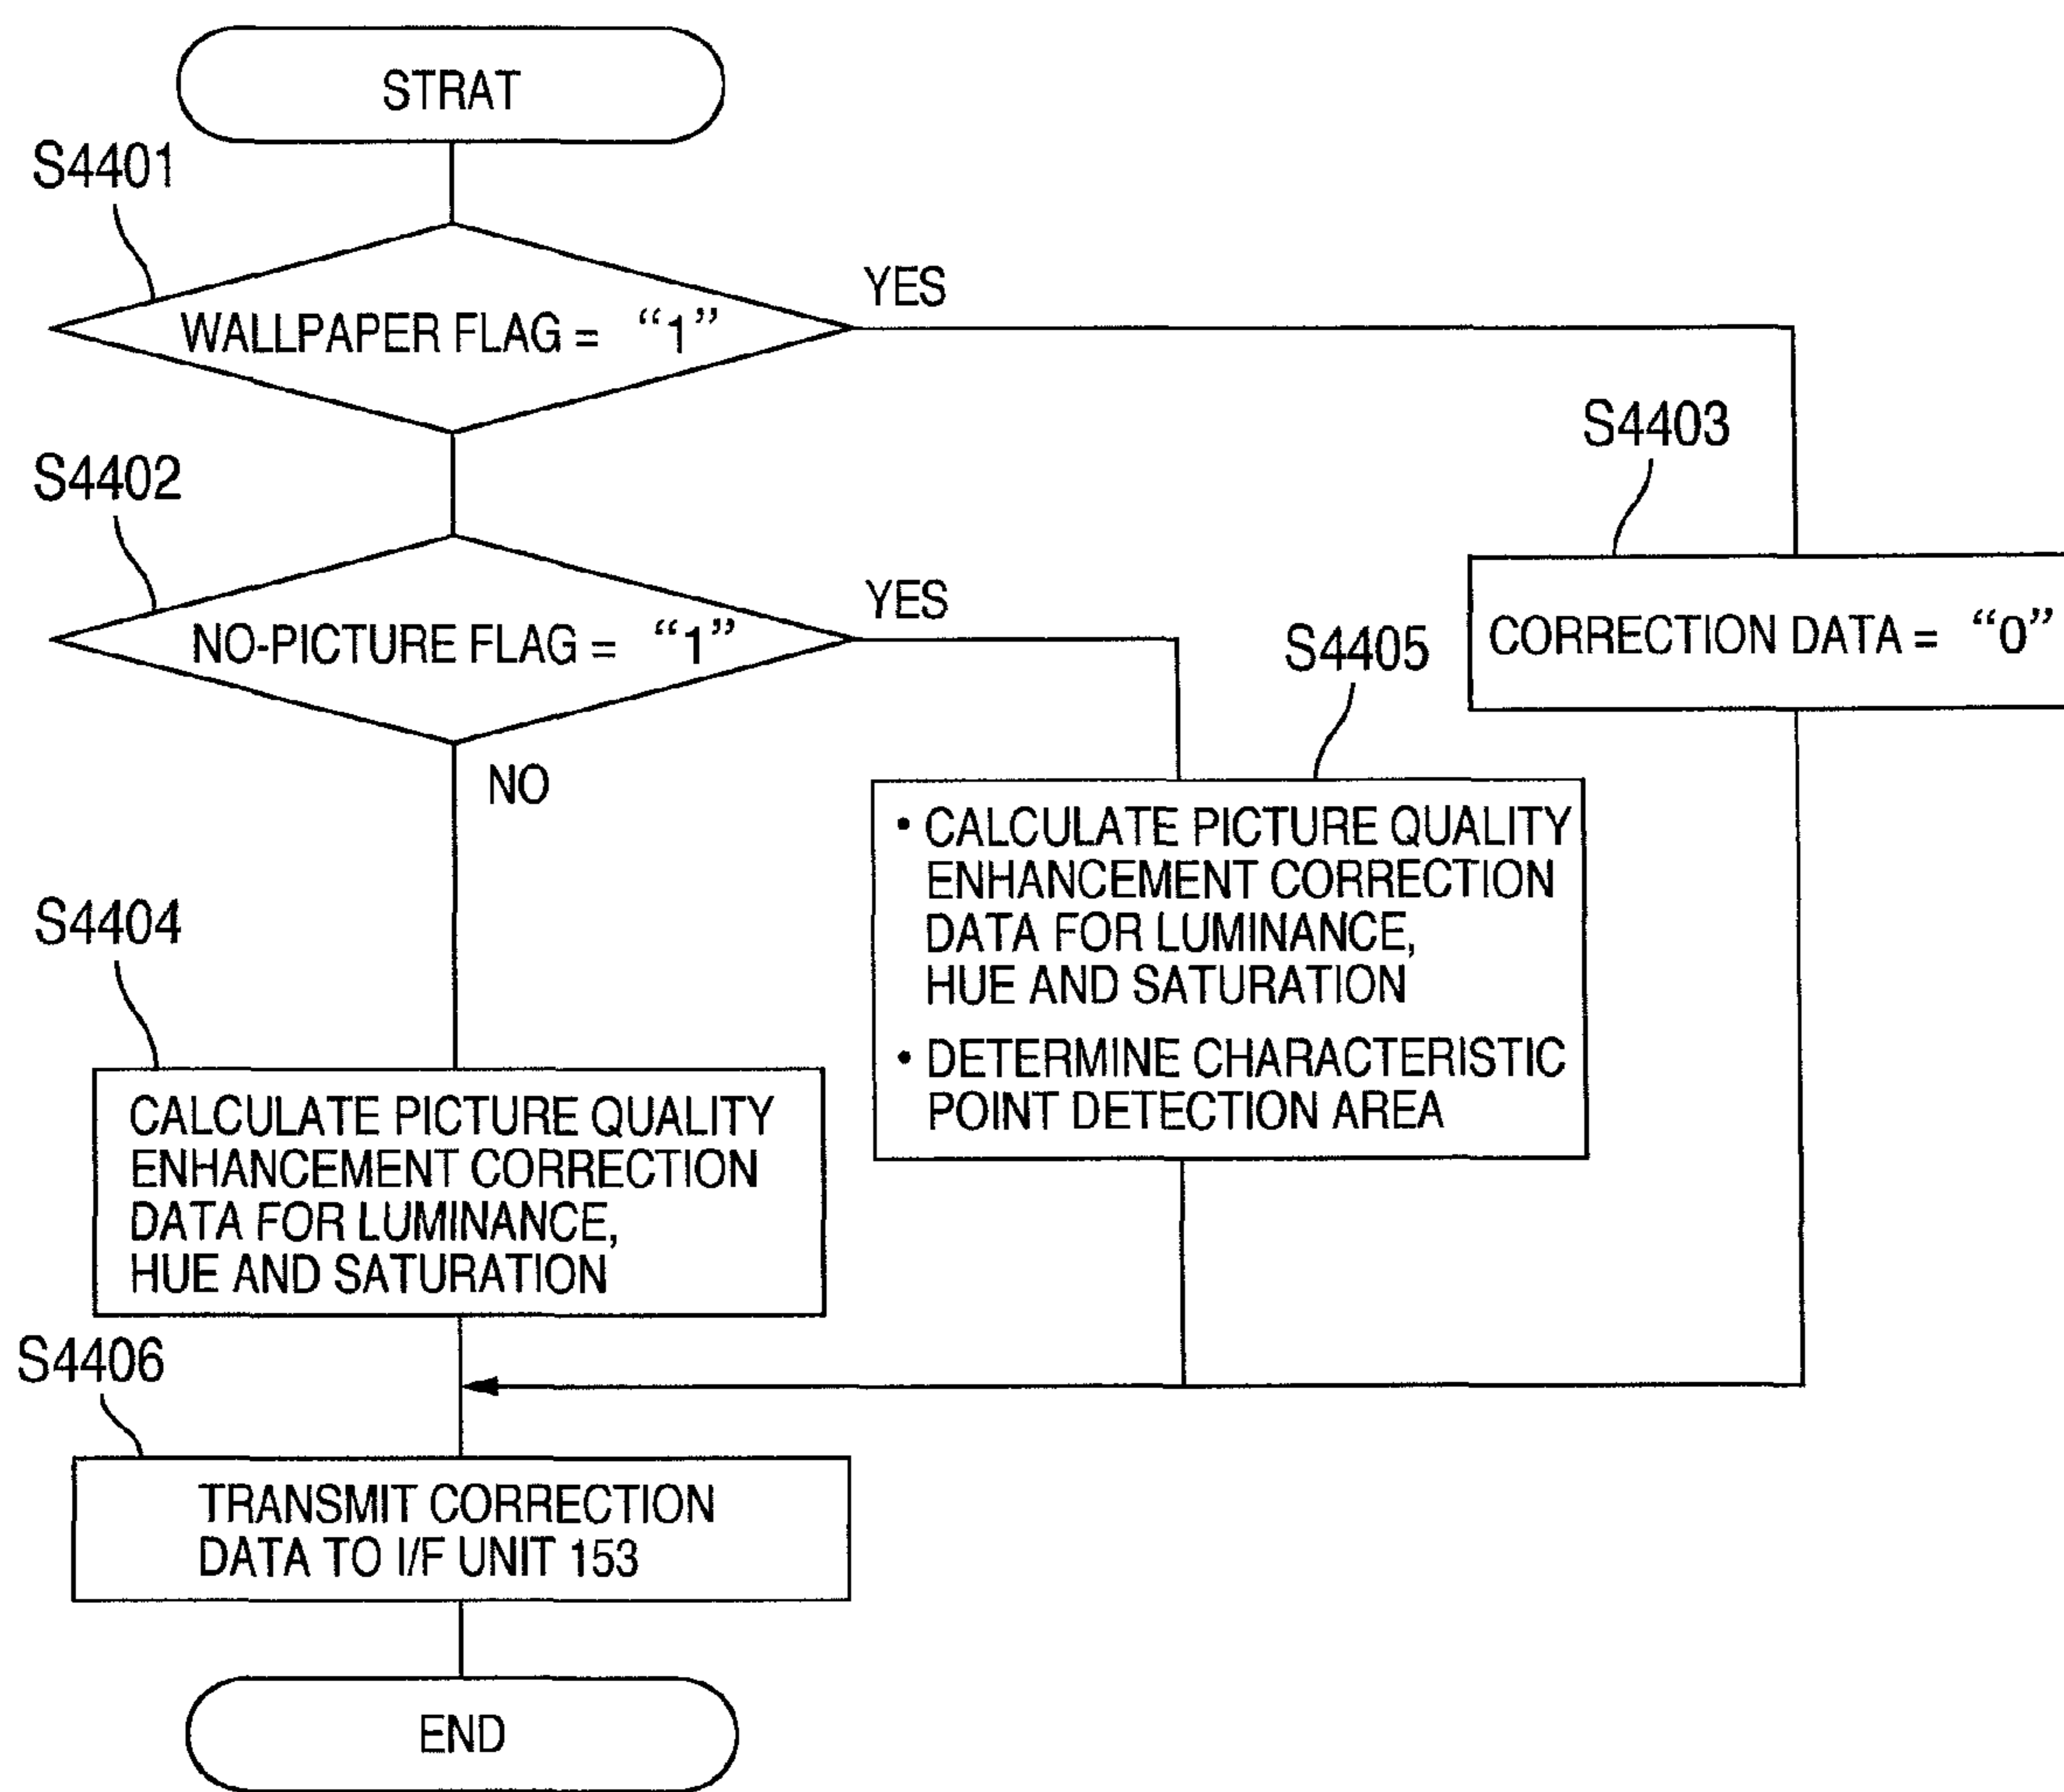 STRAT
S4401
WALLPAPER FLAG = “1”
YES
S4403
CORRECTION DATA = “0”
S4402
NO-PICTURE FLAG = “1”
YES
NO
S4405
• CALCULATE PICTURE QUALITY
ENHANCEMENT CORRECTION
DATA FOR LUMINANCE,
HUE AND SATURATION
• DETERMINE CHARACTERISTIC
POINT DETECTION AREA
S4404
CALCULATE PICTURE QUALITY
ENHANCEMENT CORRECTION
DATA FOR LUMINANCE,
HUE AND SATURATION
S4406
TRANSMIT CORRECTION
DATA TO I/F UNIT 153
END